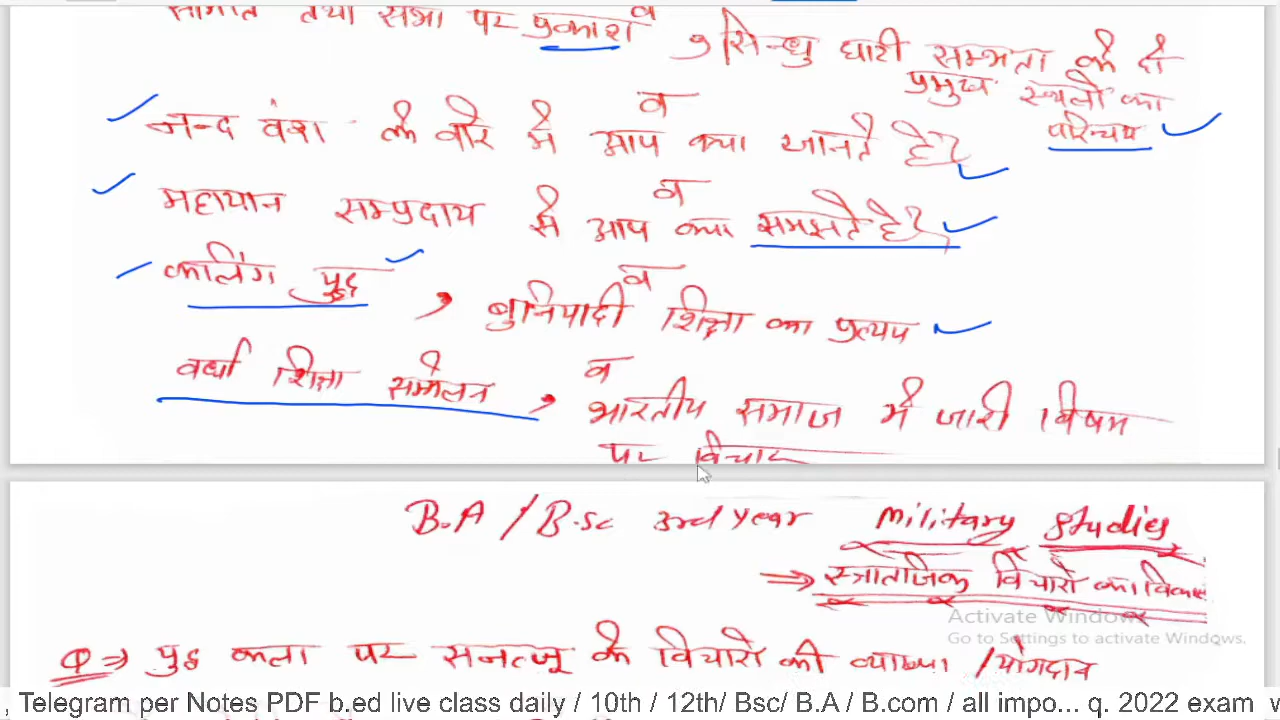 तथा सभा पर प्रकाश व
, सिन्धु घाटी सभ्यता के दो
प्रमुख स्थलो का
परिचय
नन्द वंश के बारे में आप क्या जानते है? व
महायान सम्प्रदाय से आप क्या समझते है? व
कलिंग युद्ध , बुनियादी शिक्षा का प्रत्यय व
वर्धा शिक्षा सम्मेलन , भारतीय समाज में जारी विषम व
पर विचार
B.A / B.sc 3rd year Military Studies
⇒ स्त्रातजिक विचारो का विकास
Q ⇒ युद्ध कला पर सनत्जू के विचारो की व्याख्या / योगदान
Activate Windows
Go to Settings to activate Windows.
, Telegram per Notes PDF b.ed live class daily / 10th / 12th/ Bsc/ B.A / B.com / all impo... q. 2022 exam